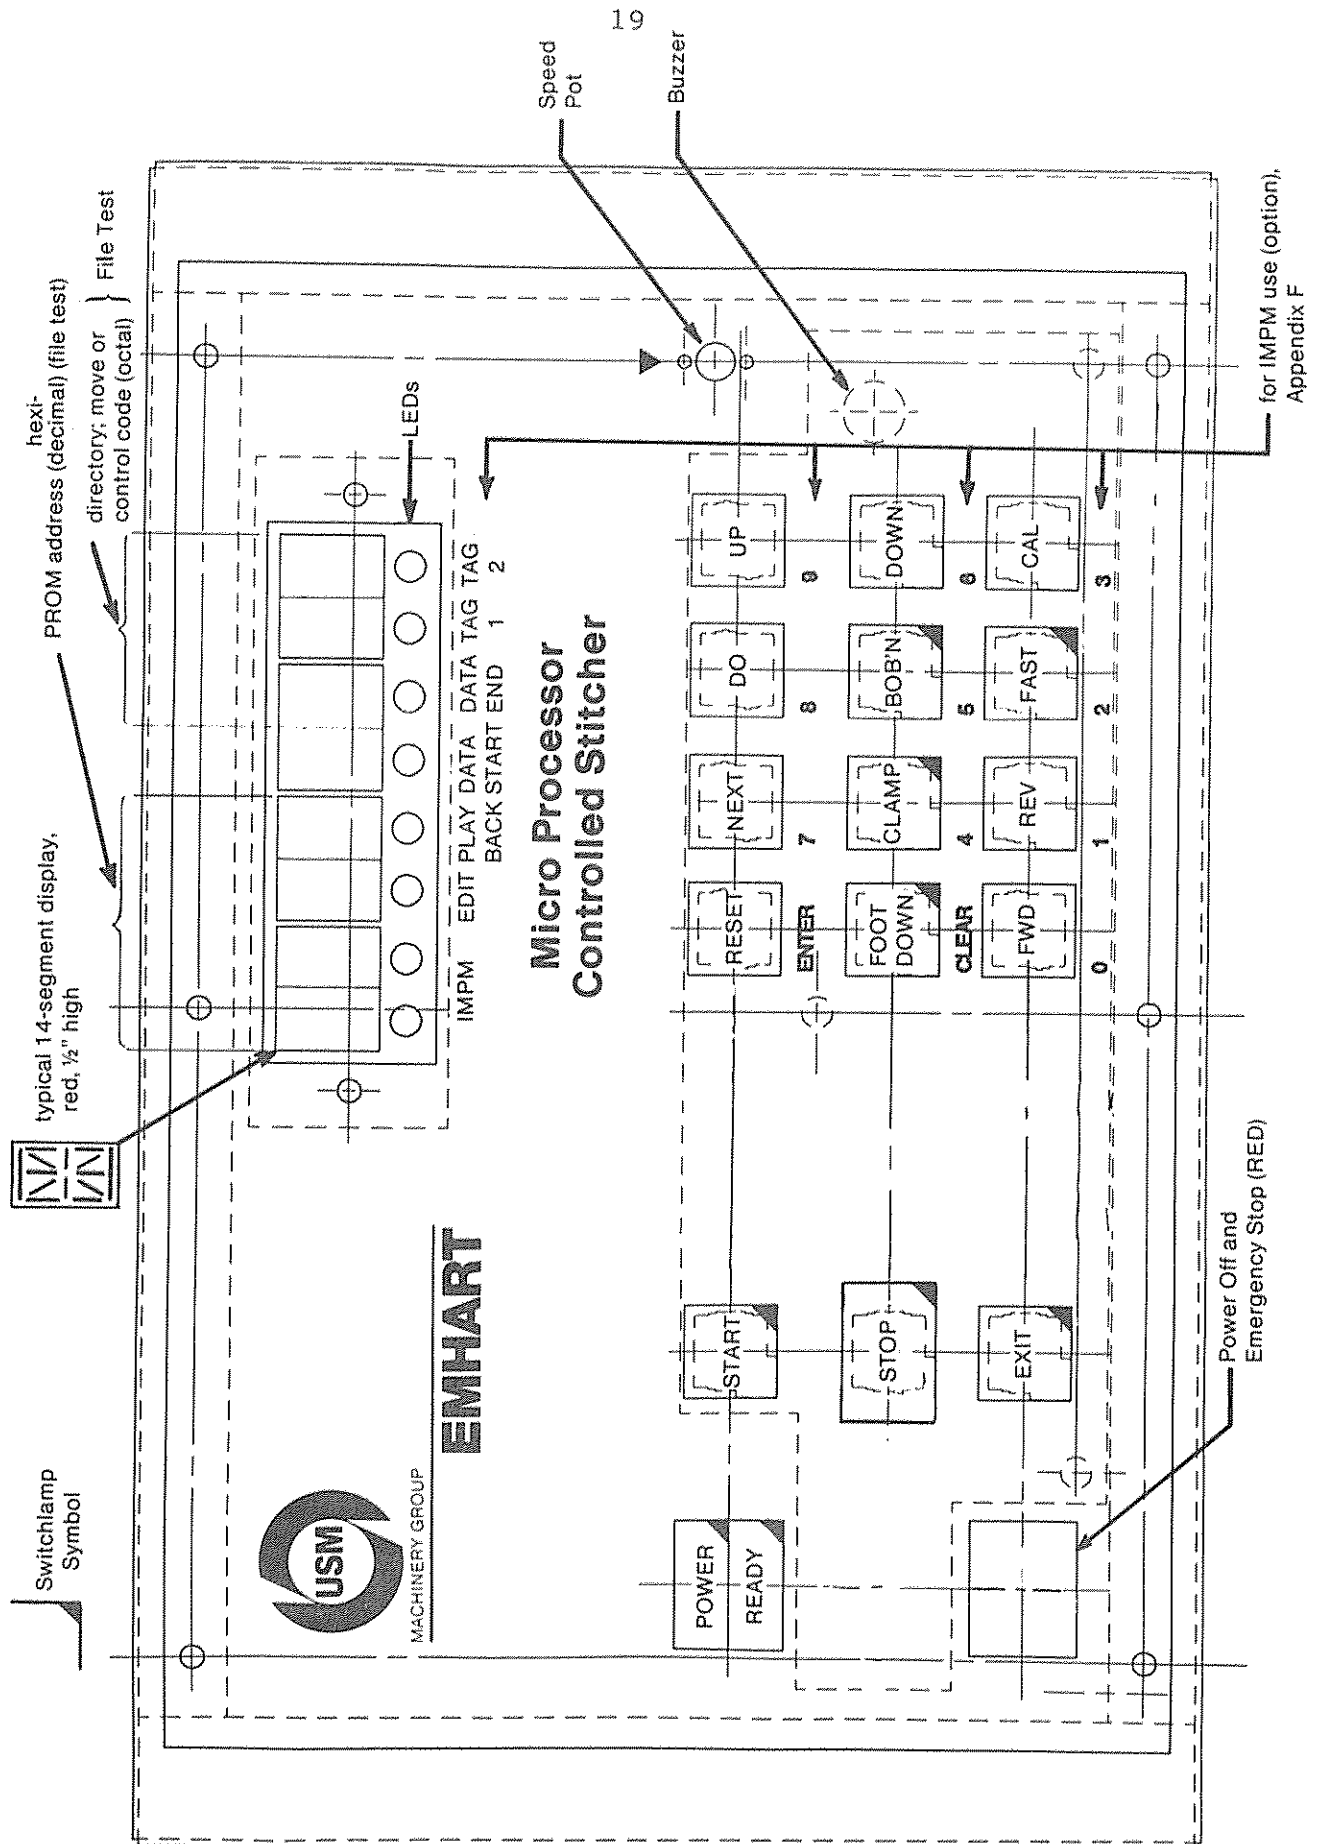 19
Switchlamp
Symbol
typical 14-segment display,
red, ½" high
hexi-
PROM address (decimal) (file test)
directory; move or
control code (octal)
} File Test
LEDs
Speed
Pot
Buzzer
USM
MACHINERY GROUP
EMHART
IMPM EDIT PLAY DATA DATA TAG TAG
BACK START END 1 2
Micro Processor
Controlled Stitcher
POWER
READY
START
RESET
NEXT
DO
UP
ENTER 7 8 9
STOP
FOOT
DOWN
CLAMP
BOB'N
DOWN
CLEAR 4 5 6
EXIT
FWD
REV
FAST
CAL
0 1 2 3
Power Off and
Emergency Stop (RED)
for IMPM use (option),
Appendix F